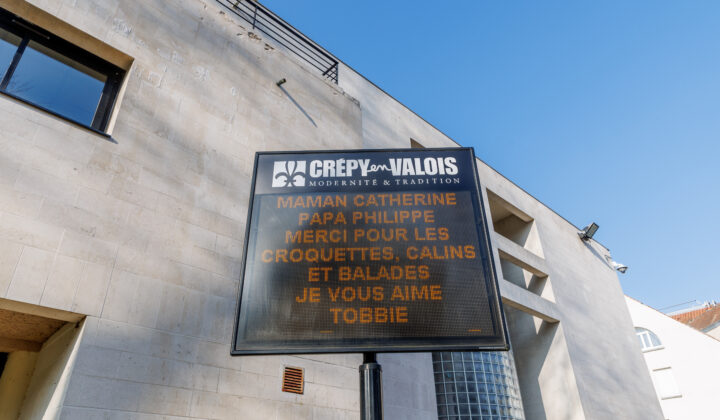 CRÉPY en VALOIS
MODERNITÉ & TRADITION
MAMAN CATHERINE
PAPA PHILIPPE
MERCI POUR LES
CROQUETTES, CALINS
ET BALADES
JE VOUS AIME
TOBBIE